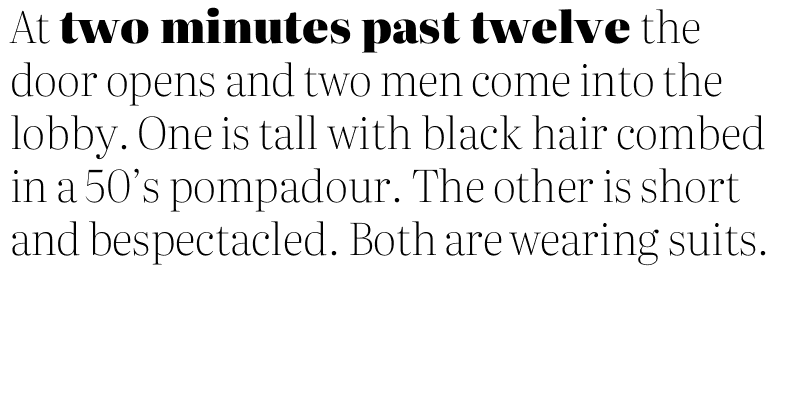 At two minutes past twelve the
door opens and two men come into the
lobby. One is tall with black hair combed
in a 50’s pompadour. The other is short
and bespectacled. Both are wearing suits.